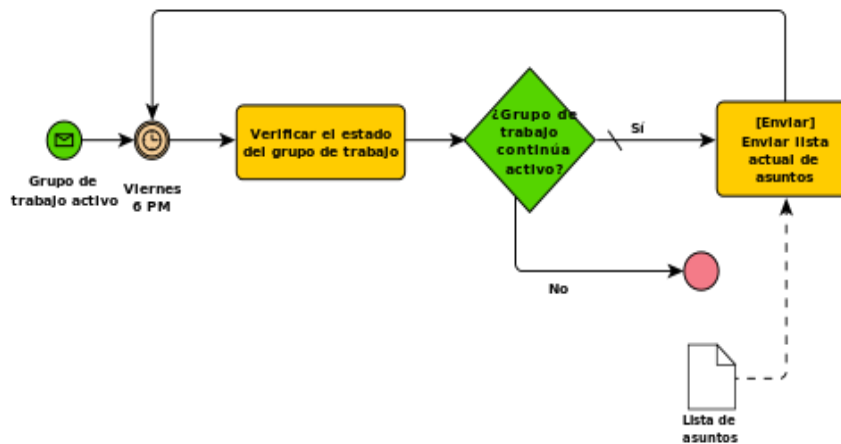 Grupo de
trabajo activo
Viernes
6 PM
Verificar el estado
del grupo de trabajo
¿Grupo de
trabajo
continúa
activo?
Sí
[Enviar]
Enviar lista
actual de
asuntos
No
Lista de
asuntos